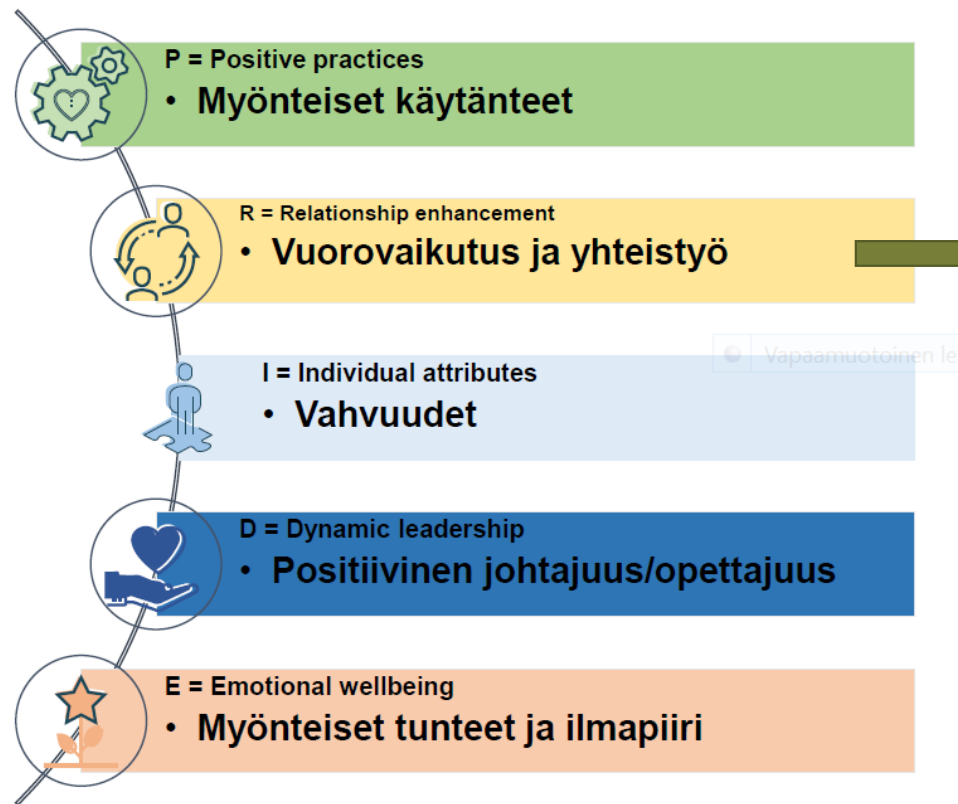 P = Positive practices
• Myönteiset käytänteet
R = Relationship enhancement
• Vuorovaikutus ja yhteistyö
Vapaamuotoinen le
I = Individual attributes
• Vahvuudet
D = Dynamic leadership
• Positiivinen johtajuus/opettajuus
E = Emotional wellbeing
• Myönteiset tunteet ja ilmapiiri